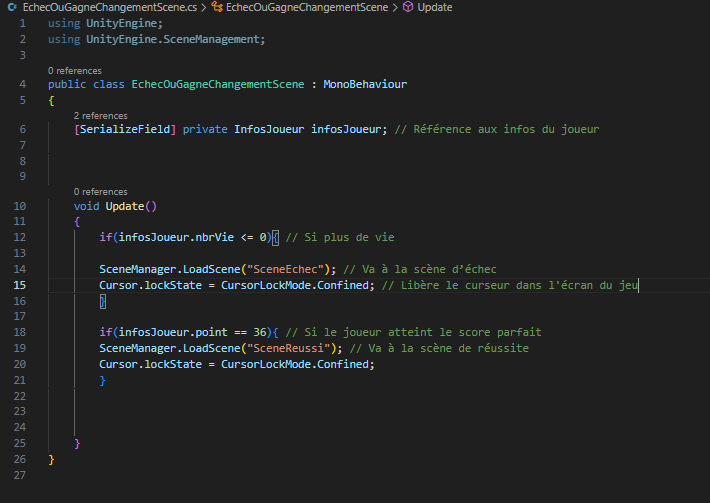 EchecOuGagneChangementScene.cs > EchecOuGagneChangementScene > Update
1 using UnityEngine;
2 using UnityEngine.SceneManagement;
3
0 references
4 public class EchecOuGagneChangementScene : MonoBehaviour
5 {
2 references
6 [SerializeField] private InfosJoueur infosJoueur; // Référence aux infos du joueur
7
8
9
0 references
10 void Update()
11 {
12 if(infosJoueur.nbrVie <= 0){ // Si plus de vie
13
14 SceneManager.LoadScene("SceneEchec"); // Va à la scène d’échec
15 Cursor.lockState = CursorLockMode.Confined; // Libère le curseur dans l'écran du jeu
16 }
17
18 if(infosJoueur.point == 36){ // Si le joueur atteint le score parfait
19 SceneManager.LoadScene("SceneReussi"); // Va à la scène de réussite
20 Cursor.lockState = CursorLockMode.Confined;
21 }
22
23
24
25 }
26 }
27